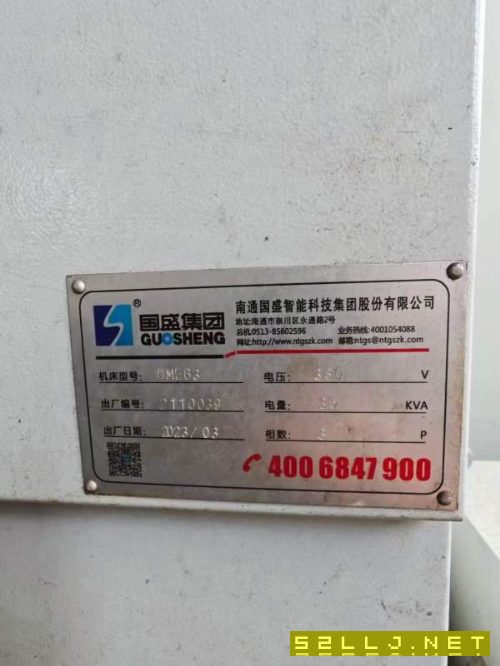 国盛集团
GUOSHENG
®
南通国盛智能科技集团股份有限公司
地址:南通市崇川区永通路2号
总机:0513-85602596 业务热线:4001054088
网址:http://www.ntgszk.com 邮箱:ntgs@ntgszk.com
机床型号: 电压: 380 V
出厂编号: 2110039 电量: KVA
出厂日期: 2023/03 相数: 3 P
400 6847 900
S2LLJ.NET